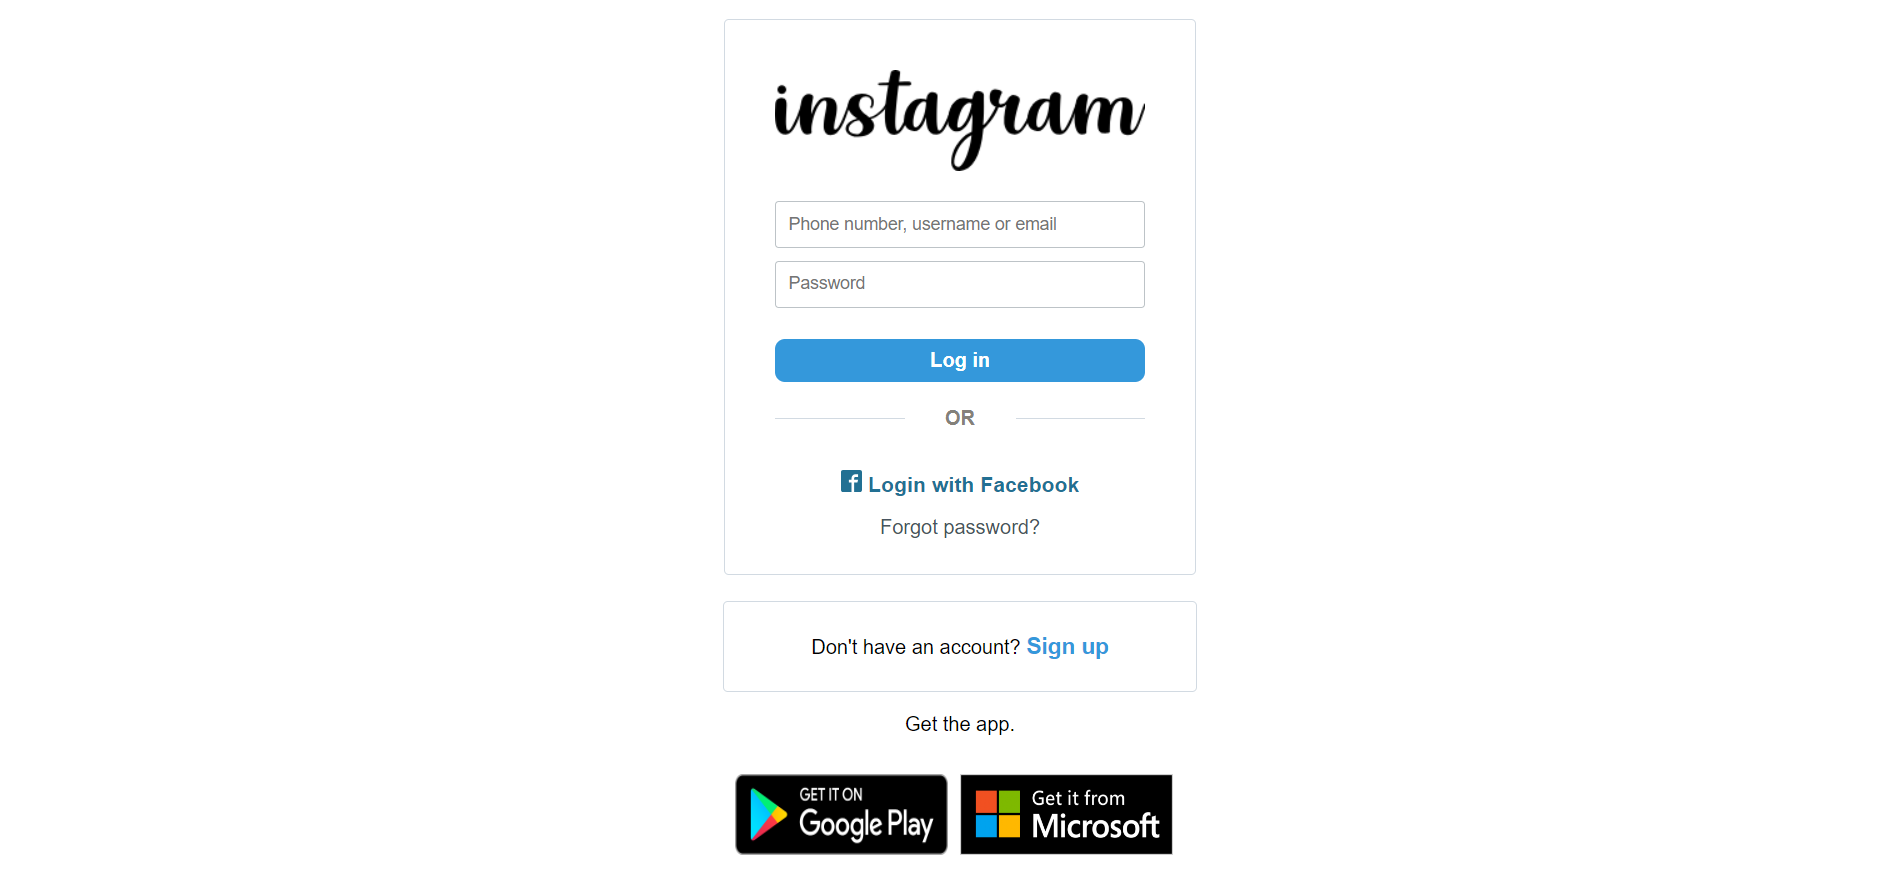 instagram
Phone number, username or email
Password
Log in
OR
Login with Facebook
Forgot password?
Don't have an account? Sign up
Get the app.
GET IT ON
Google Play
Get it from
Microsoft